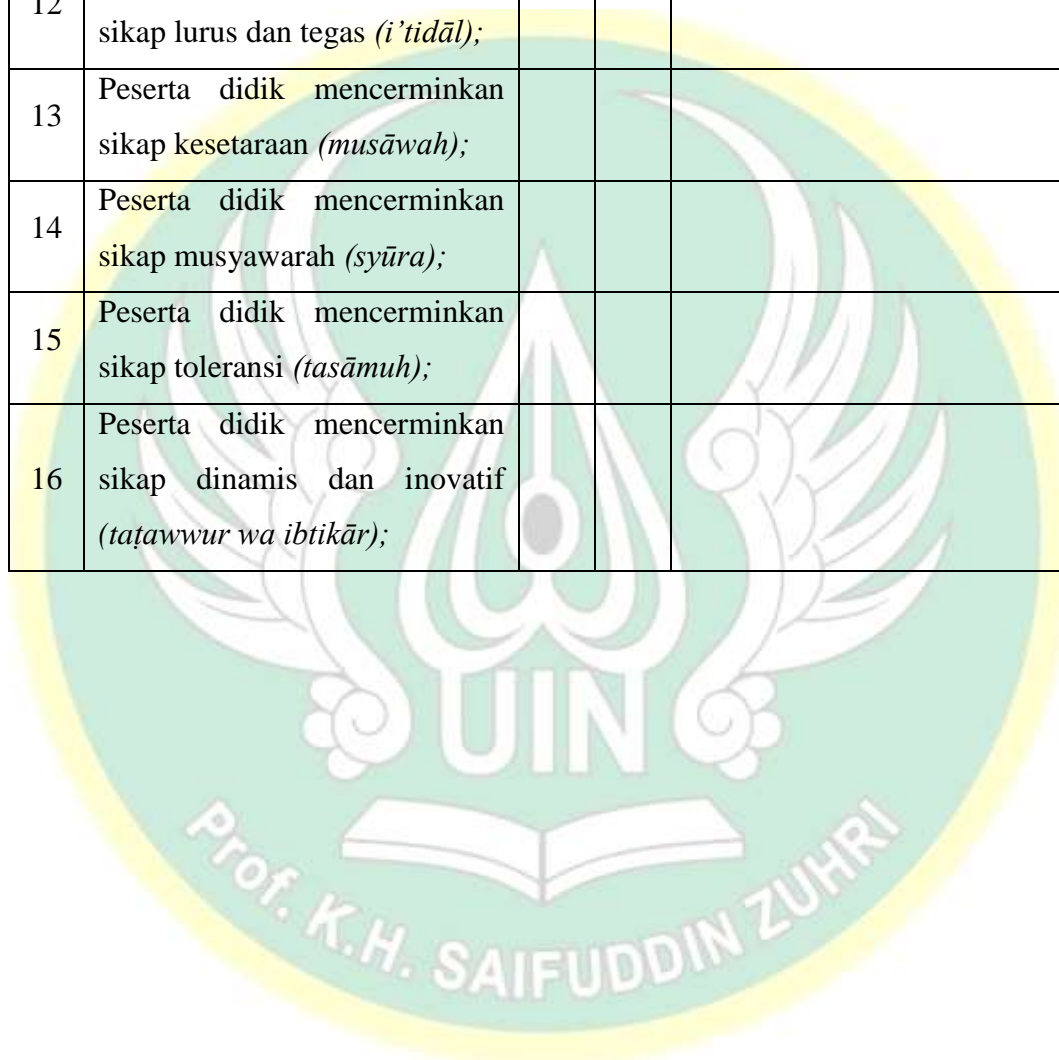 12
sikap lurus dan tegas (i’tidāl);
13
Peserta didik mencerminkan
sikap kesetaraan (musāwah);
14
Peserta didik mencerminkan
sikap musyawarah (syūra);
15
Peserta didik mencerminkan
sikap toleransi (tasāmuh);
16
Peserta didik mencerminkan
sikap dinamis dan inovatif
(taṭawwur wa ibtikār);
UIN
Prof. K.H. SAIFUDDIN ZUHRI